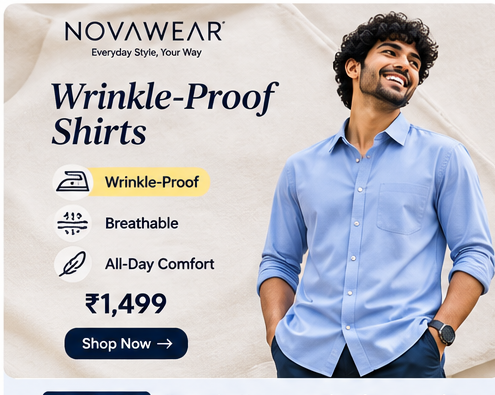 NOVAWEAR
Everyday Style, Your Way
Wrinkle-Proof
Shirts
Wrinkle-Proof
Breathable
All-Day Comfort
₹1,499
Shop Now →